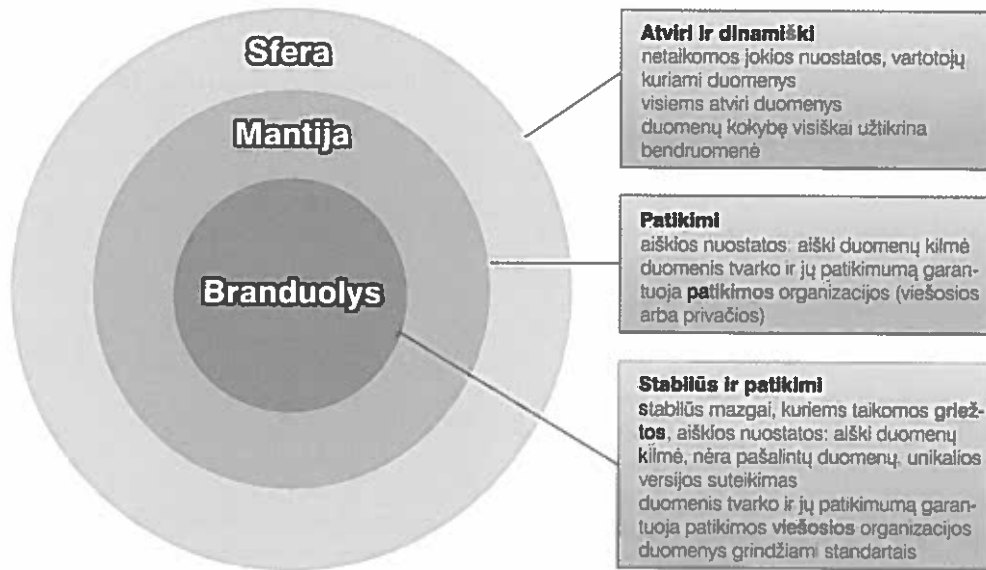 Sfera
Mantija
Branduolys
Atviri ir dinamiški
netaikomos jokios nuostatos, vartotojų
kuriami duomenys
visiems atviri duomenys
duomenų kokybę visiškai užtikrina
bendruomenė
Patikimi
aiškios nuostatos: aiški duomenų kilmė
duomenis tvarko ir jų patikimumą garan-
tuoja patikimos organizacijos (viešosios
arba privačios)
Stabilūs ir patikimi
stabilūs mazgai, kuriems taikomos griež-
tos, aiškios nuostatos: aiški duomenų
kilmė, nėra pašalintų duomenų, unikalios
versijos suteikimas
duomenis tvarko ir jų patikimumą garan-
tuoja patikimos viešosios organizacijos
duomenys grindžiami standartais